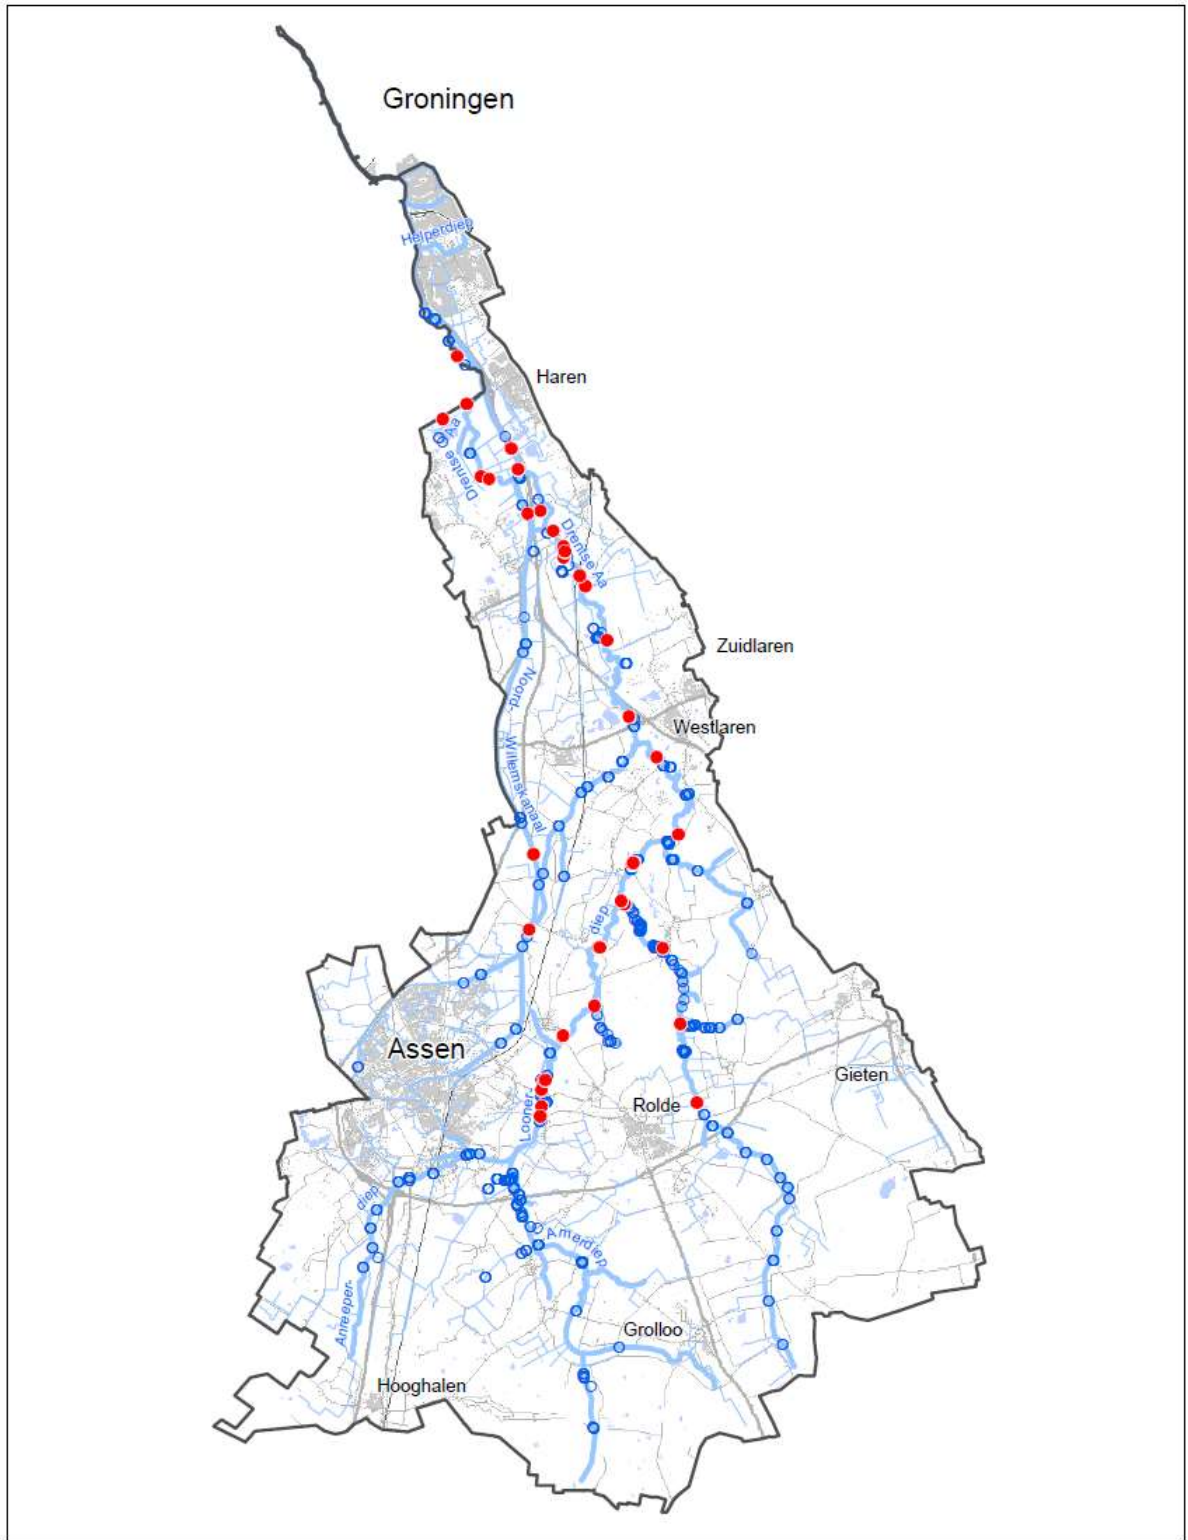 Groningen
Helperdiep
Haren
Drentse Aa
Drentse Aa
Zuidlaren
Noord-
Westlaren
Willemskanaal
diep
Assen
Gieten
Looner-
Rolde
diep
Amerdiep
Anreeper-
Grolloo
Hooghalen